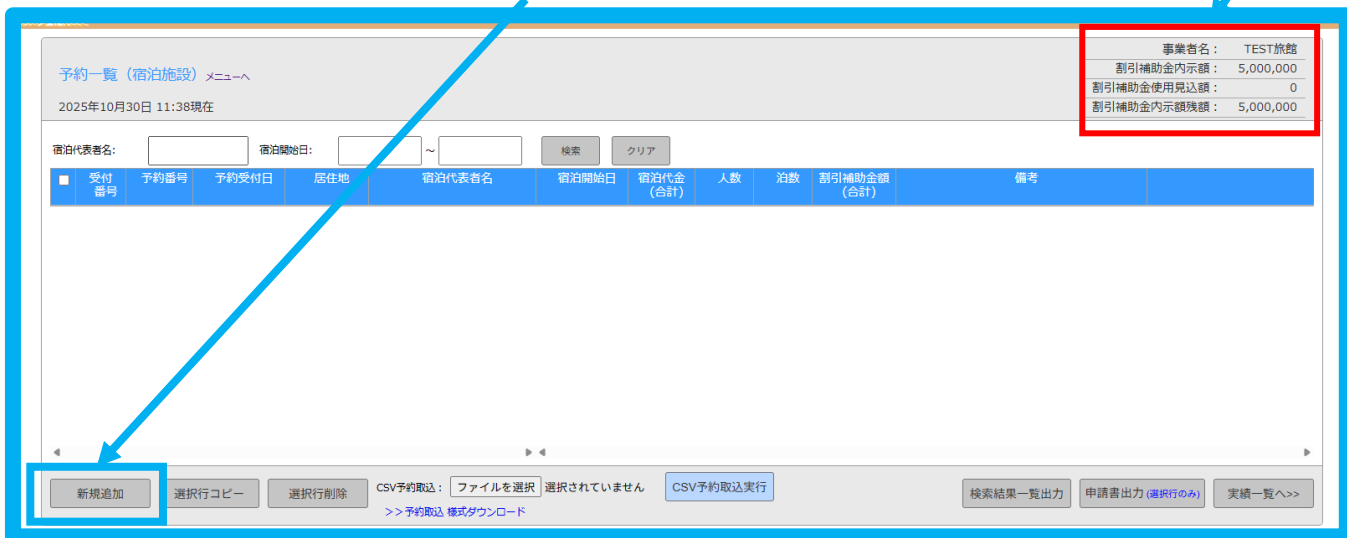 事業者名： TEST旅館
予約一覧（宿泊施設） メニューへ
割引補助金内示額： 5,000,000
割引補助金使用見込額： 0
2025年10月30日 11:38現在
割引補助金内示額残額： 5,000,000
宿泊代表者名: 宿泊開始日: ～ 検索 クリア
受付番号 予約番号 予約受付日 居住地 宿泊代表者名 宿泊開始日 宿泊代金(合計) 人数 泊数 割引補助金額(合計) 備考
新規追加 選択行コピー 選択行削除 CSV予約取込： ファイルを選択 選択されていません CSV予約取込実行 検索結果一覧出力 申請書出力(選択行のみ) 実績一覧へ>>
>>予約取込 様式ダウンロード